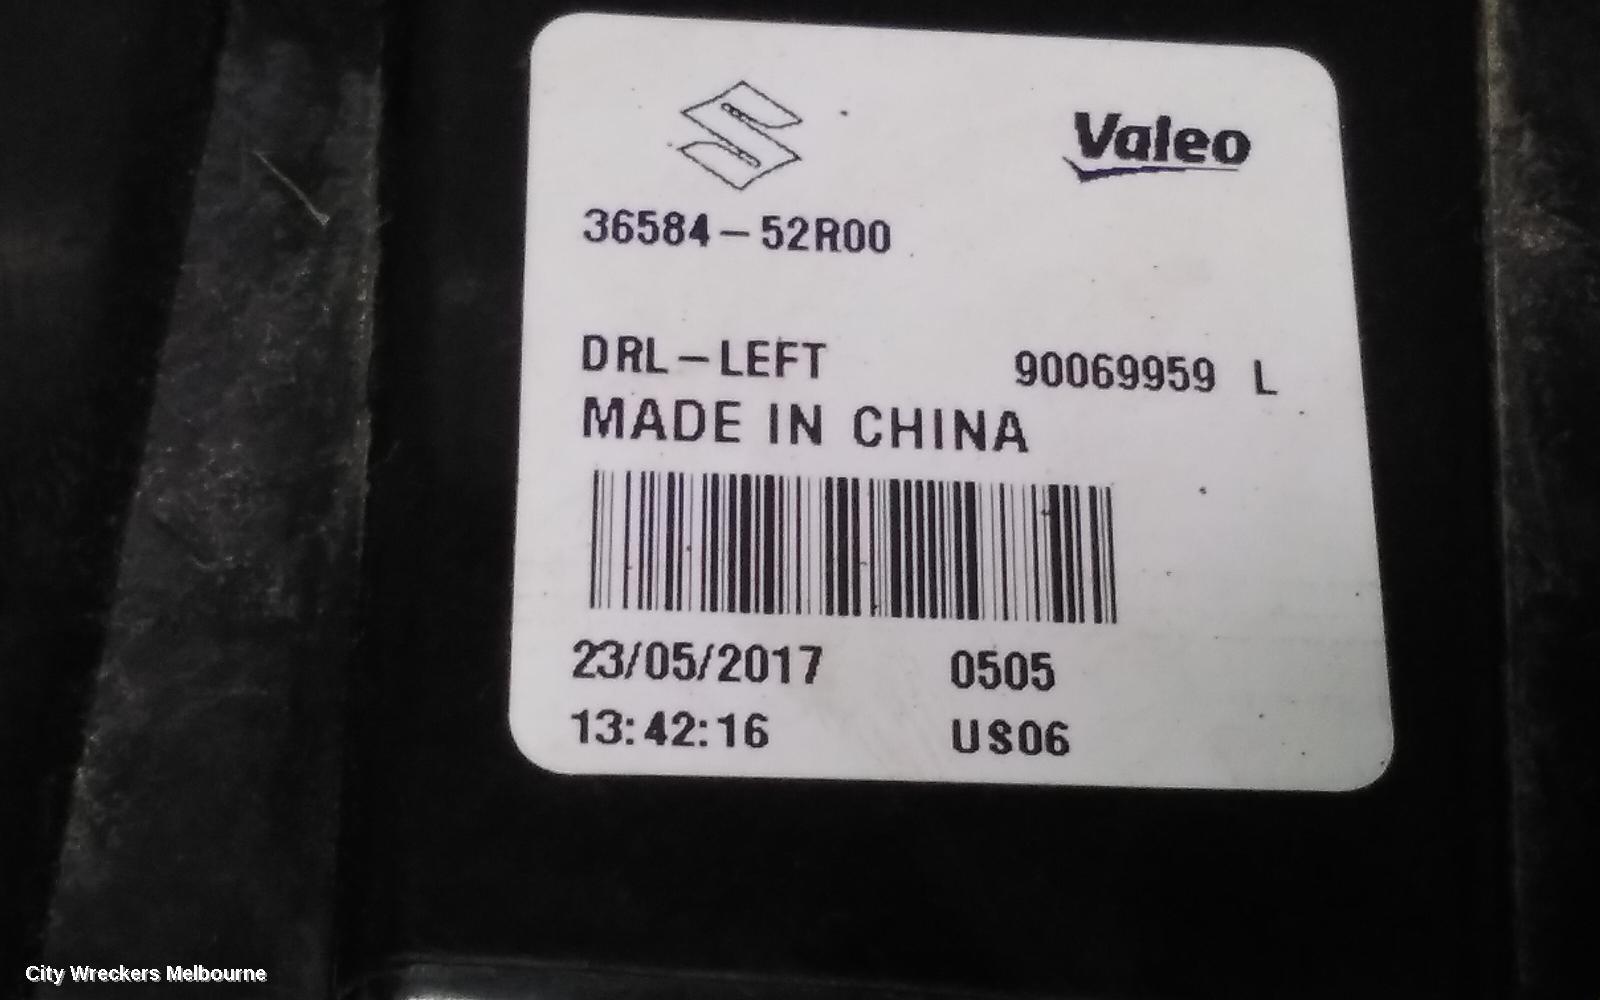 Valeo
36584-52R00
DRL-LEFT 90069959 L
MADE IN CHINA
23/05/2017 0505
13:42:16 US06
City Wreckers Melbourne